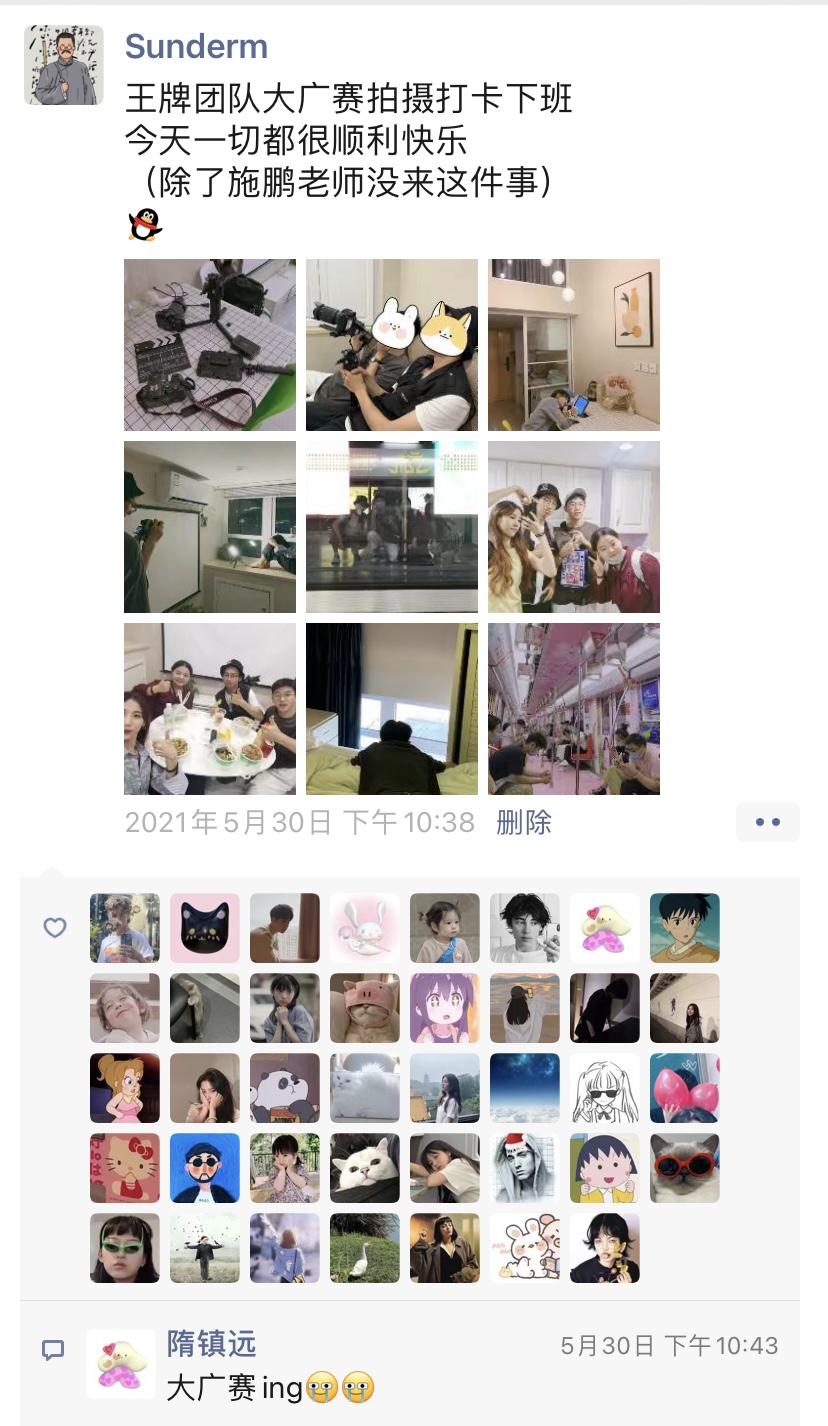 Sunderm
王牌团队大广赛拍摄打卡下班
今天一切都很顺利快乐
（除了施鹏老师没来这件事）
2021年5月30日 下午10:38 删除
隋镇远
5月30日 下午10:43
大广赛ing